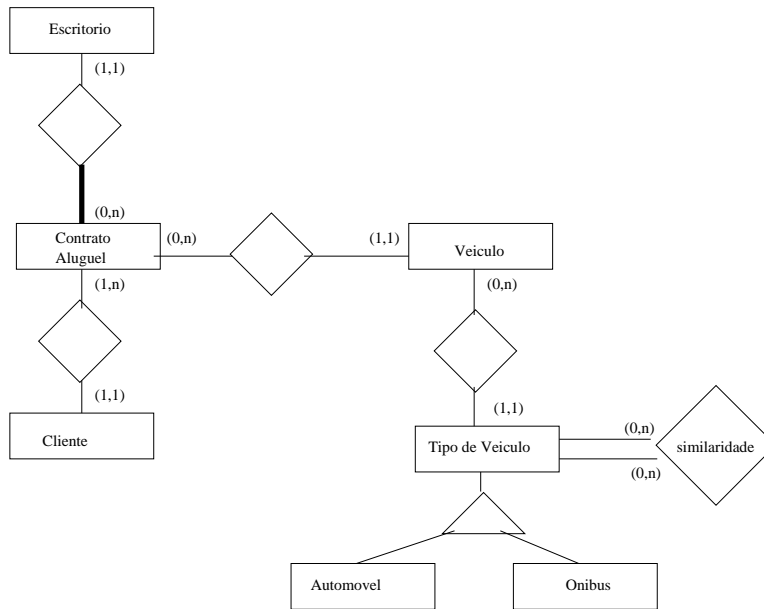 Escritorio
(1,1)
(0,n)
Contrato
Aluguel
(0,n)
(1,1)
Veiculo
(1,n)
(0,n)
(1,1)
Cliente
(1,1)
Tipo de Veiculo
(0,n)
similaridade
(0,n)
Automovel
Onibus